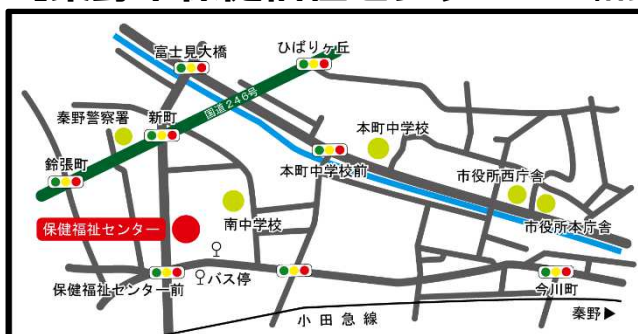 富士見大橋
ひばりヶ丘
国道246号
秦野警察署
新町
本町中学校
鈴張町
本町中学校前
市役所西庁舎
保健福祉センター
南中学校
市役所本庁舎
バス停
保健福祉センター前
今川町
小田急線
秦野▶